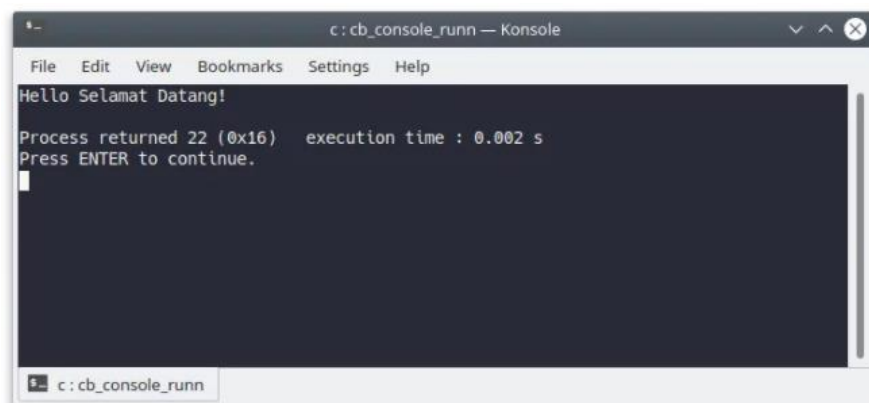 c : cb_console_runn — Konsole
File Edit View Bookmarks Settings Help
Hello Selamat Datang!
Process returned 22 (0x16) execution time : 0.002 s
Press ENTER to continue.
c : cb_console_runn